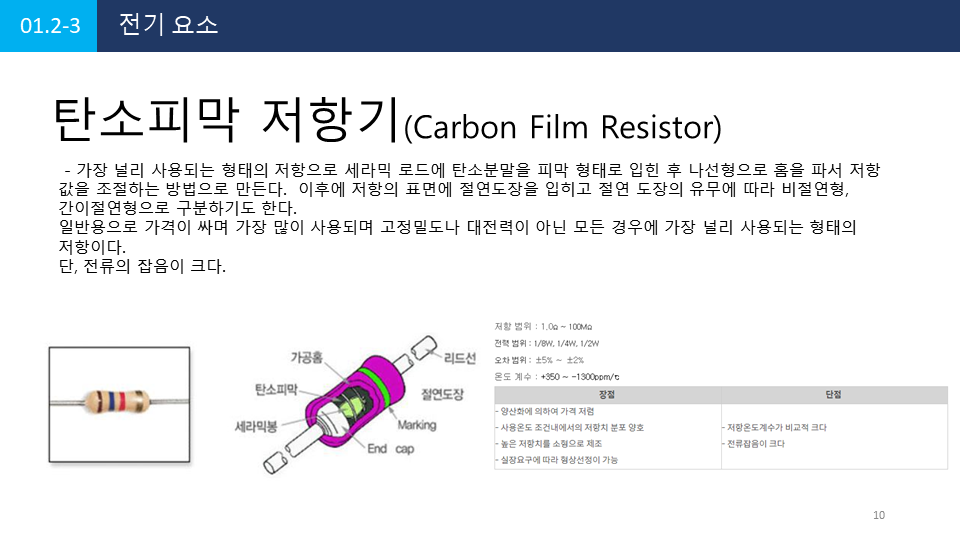 01.2-3
전기 요소
탄소피막 저항기(Carbon Film Resistor)
- 가장 널리 사용되는 형태의 저항으로 세라믹 로드에 탄소분말을 피막 형태로 입힌 후 나선형으로 홈을 파서 저항
값을 조절하는 방법으로 만든다. 이후에 저항의 표면에 절연도장을 입히고 절연 도장의 유무에 따라 비절연형,
간이절연형으로 구분하기도 한다.
일반용으로 가격이 싸며 가장 많이 사용되며 고정밀도나 대전력이 아닌 모든 경우에 가장 널리 사용되는 형태의
저항이다.
단, 전류의 잡음이 크다.
가공홈
리드선
탄소피막
절연도장
세라믹봉
Marking
End cap
저항 범위 : 1.0Ω ~ 100MΩ
전력 범위 : 1/8W, 1/4W, 1/2W
오차 범위 : ±5% ~ ±2%
온도 계수 : +350 ~ -1300ppm/℃
장점
단점
- 양산화에 의하여 가격 저렴
- 사용온도 조건내에서의 저항치 분포 양호
- 높은 저항치를 소형으로 제조
- 실장요구에 따라 형상선정이 가능
- 저항온도계수가 비교적 크다
- 전류잡음이 크다
10